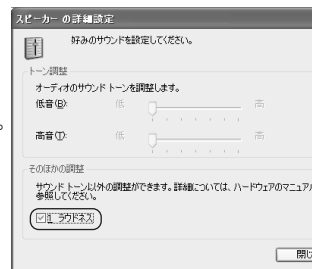 スピーカー の詳細設定
好みのサウンドを設定してください。
トーン調整
オーディオのサウンド トーンを調整します。
低音(B):
低
高
高音(T):
低
高
そのほかの調整
サウンド トーン以外の調整ができます。詳細については、ハードウェアのマニュアル
参照してください。
1 ラウドネス
閉じ